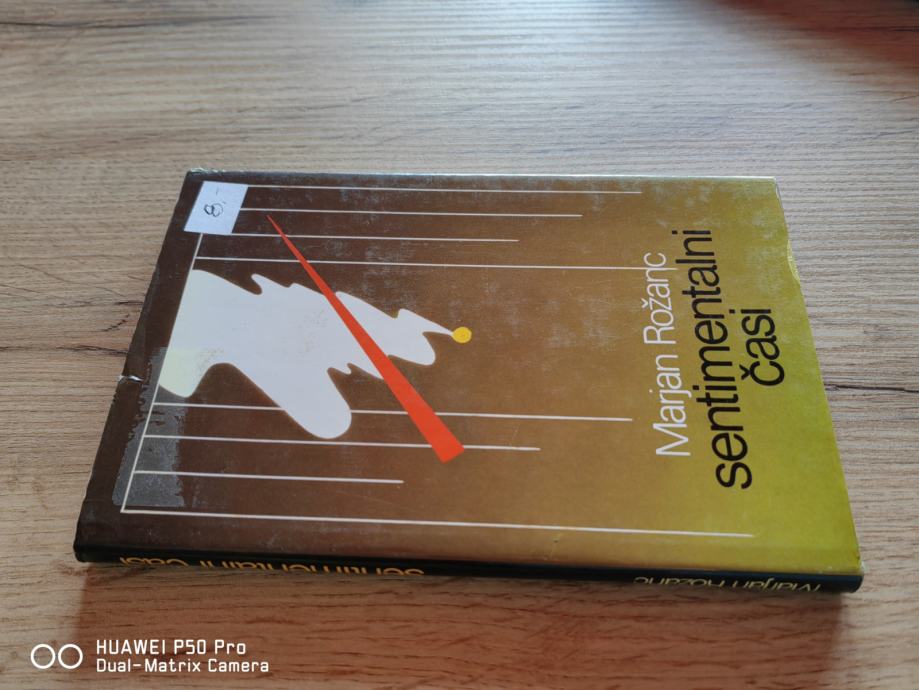 8,-
Marjan Rožanc
sentimentalni
časi
sentimentalni časi
Marjan Rožanc
HUAWEI P50 Pro
Dual-Matrix Camera